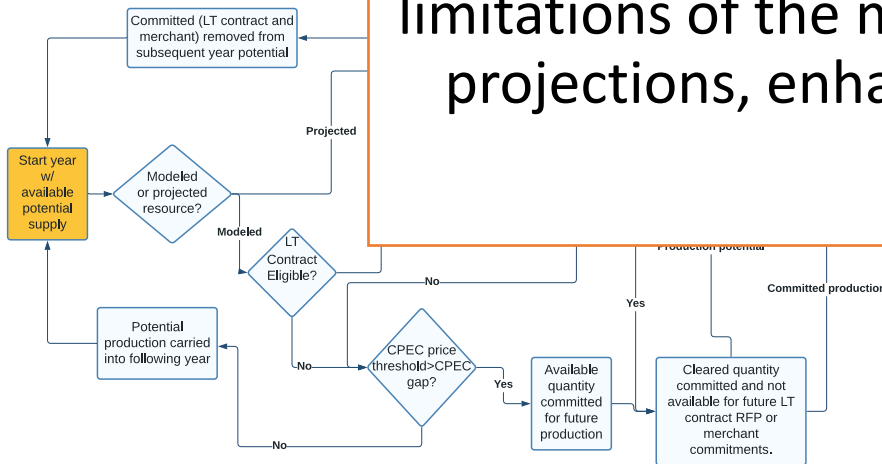 limitations of the
projections,
Committed (LT contract and
merchant) removed from
subsequent year potential
Projected
Start year
w/
available
potential
supply
Modeled
or projected
resource?
Modeled
LT
Contract
Eligible?
No
Production potential
Yes
Committed production
Potential
production carried
into following year
No
CPEC price
threshold>CPEC
gap?
Yes
Available
quantity
committed
for future
production
Cleared quantity
committed and not
available for future LT
contract RFP or
merchant
commitments.
No